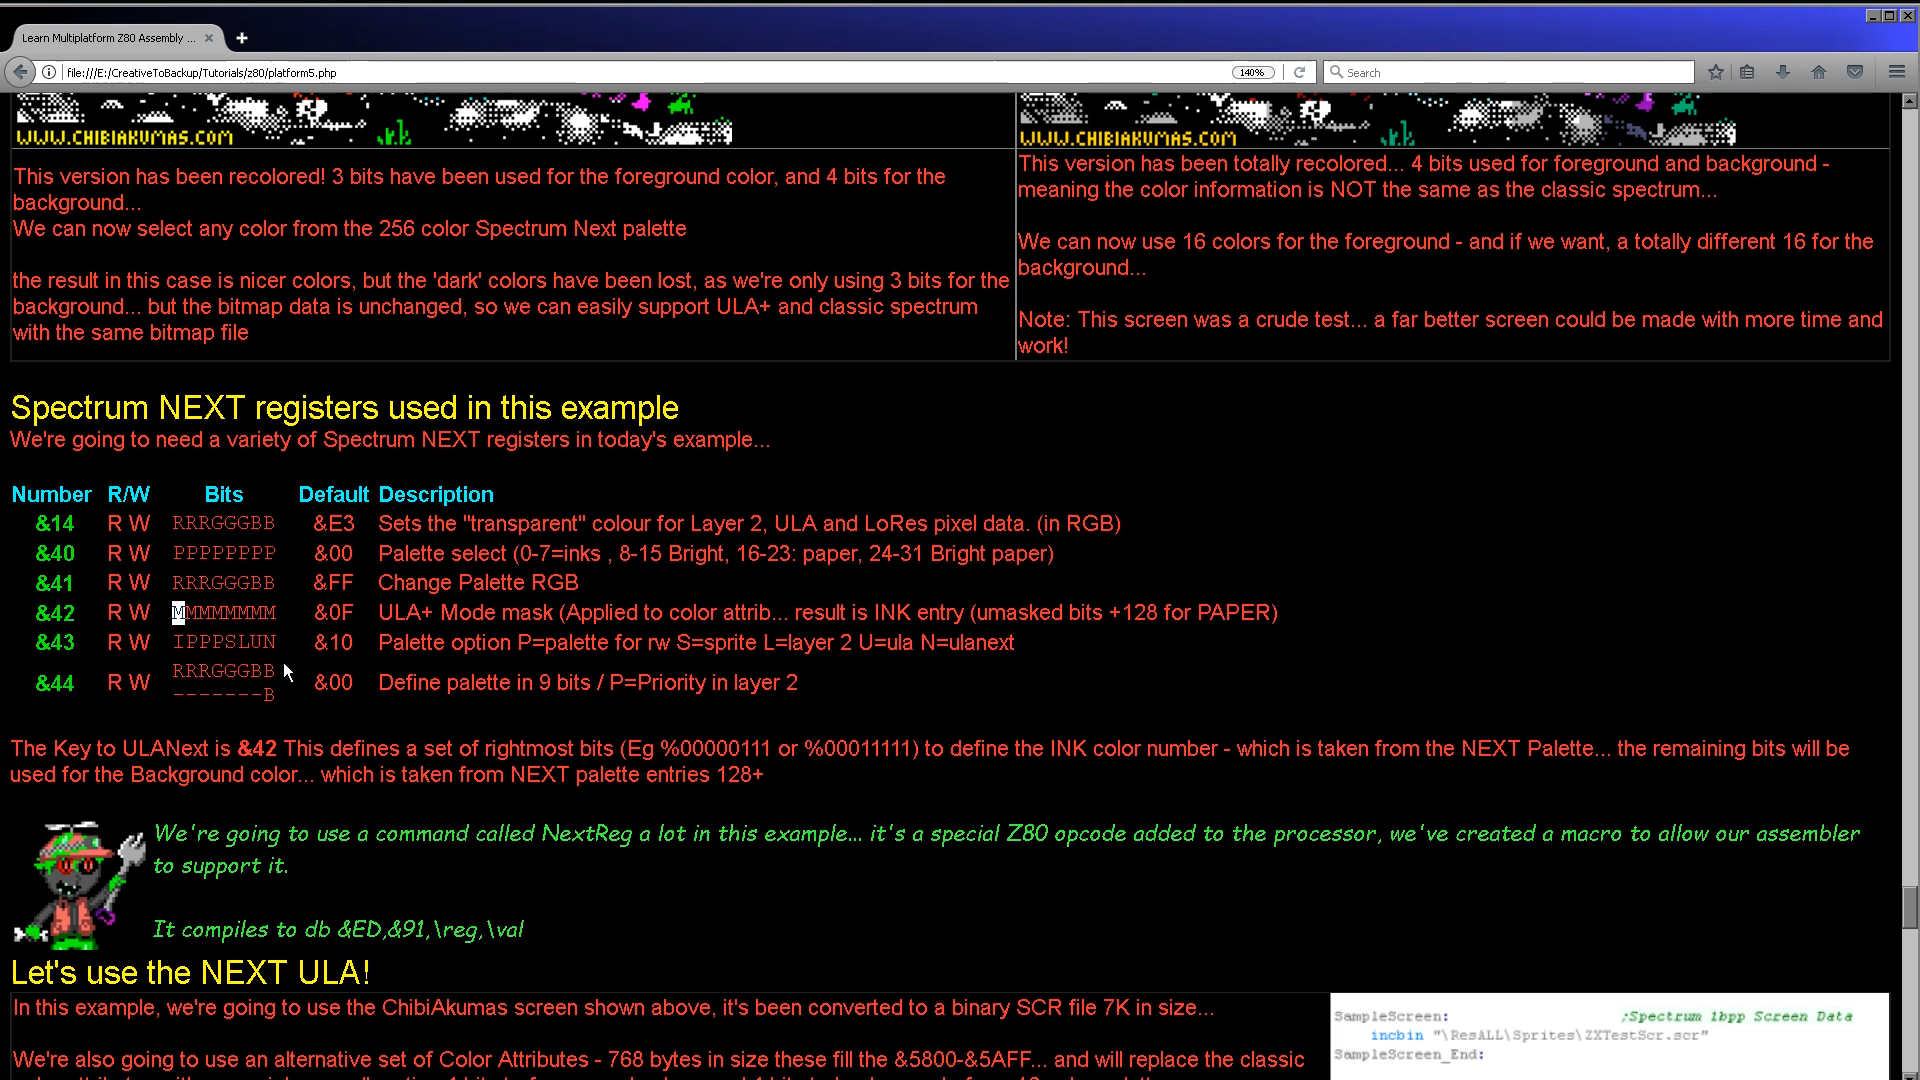 Learn Multiplatform Z80 Assembly ...
file:///E:/CreativeToBackup/Tutorials/z80/platform5.php
140%
Search
WWW.CHIBIAKUMAS.COM
This version has been recolored! 3 bits have been used for the foreground color, and 4 bits for the
background...
We can now select any color from the 256 color Spectrum Next palette
the result in this case is nicer colors, but the 'dark' colors have been lost, as we're only using 3 bits for the
background... but the bitmap data is unchanged, so we can easily support ULA+ and classic spectrum
with the same bitmap file
WWW.CHIBIAKUMAS.COM
This version has been totally recolored... 4 bits used for foreground and background -
meaning the color information is NOT the same as the classic spectrum...
We can now use 16 colors for the foreground - and if we want, a totally different 16 for the
background...
Note: This screen was a crude test... a far better screen could be made with more time and
work!
Spectrum NEXT registers used in this example
We're going to need a variety of Spectrum NEXT registers in today's example...
Number R/W Bits Default Description
&14 R W RRRGGGBB &E3 Sets the "transparent" colour for Layer 2, ULA and LoRes pixel data. (in RGB)
&40 R W PPPPPPPP &00 Palette select (0-7=inks , 8-15 Bright, 16-23: paper, 24-31 Bright paper)
&41 R W RRRGGGBB &FF Change Palette RGB
&42 R W MMMMMMMM &0F ULA+ Mode mask (Applied to color attrib... result is INK entry (umasked bits +128 for PAPER)
&43 R W IPPPSLUN &10 Palette option P=palette for rw S=sprite L=layer 2 U=ula N=ulanext
&44 R W RRRGGGBB &00 Define palette in 9 bits / P=Priority in layer 2
-------B
The Key to ULANext is &42 This defines a set of rightmost bits (Eg %00000111 or %00011111) to define the INK color number - which is taken from the NEXT Palette... the remaining bits will be
used for the Background color... which is taken from NEXT palette entries 128+
We're going to use a command called NextReg a lot in this example... it's a special Z80 opcode added to the processor, we've created a macro to allow our assembler
to support it.
It compiles to db &ED,&91,\reg,\val
Let's use the NEXT ULA!
In this example, we're going to use the ChibiAkumas screen shown above, it's been converted to a binary SCR file 7K in size...
We're also going to use an alternative set of Color Attributes - 768 bytes in size these fill the &5800-&5AFF... and will replace the classic
SampleScreen: ;Spectrum 1bpp Screen Data
incbin "\ResALL\Sprites\ZXTestScr.scr"
SampleScreen_End: